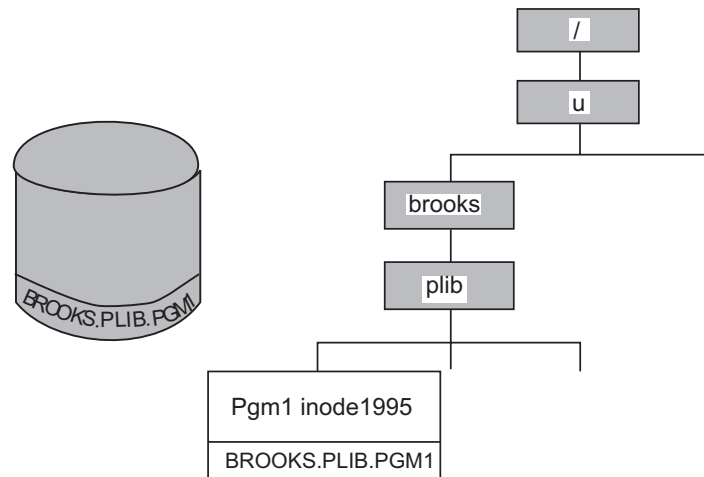 /
u
brooks
plib
BROOKS.PLIB.PGM1
Pgm1 inode1995
BROOKS.PLIB.PGM1